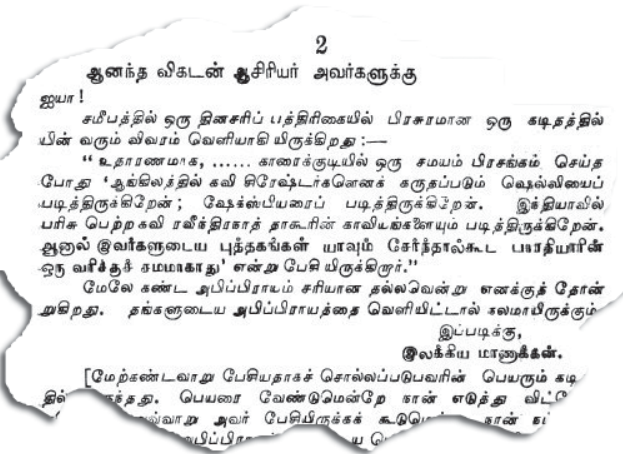 2
ஆனந்த விகடன் ஆசிரியர் அவர்களுக்கு
ஐயா !
சமீபத்தில் ஒரு தினசரிப் பத்திரிகையில் பிரசுரமான ஒரு கடிதத்தில்
பின் வரும் விவரம் வெளியாகி யிருக்கிறது :—
“ உதாரணமாக, ...... காரைக்குடியில் ஒரு சமயம் பிரசங்கம் செய்த
போது ‘ஆங்கிலத்தில் கவி சிரேஷ்டர்களெனக் கருதப்படும் ஷெல்லியைப்
படித்திருக்கிறேன் ; ஷேக்ஸ்பியரைப் படித்திருக்கிறேன். இந்தியாவில்
பரிசு பெற்றகவி ரவீந்திரநாத் தாகூரின் காவியங்களையும் படித்திருக்கிறேன்.
ஆனால் இவர்களுடைய புத்தகங்கள் யாவும் சேர்ந்தால்கூட பாரதியாரின்
ஒரு வரிக்குச் சமமாகாது’ என்று பேசி யிருக்கிறார்.”
மேலே கண்ட அபிப்பிராயம் சரியான தல்லவென்று எனக்குத் தோன்
றுகிறது. தங்களுடைய அபிப்பிராயத்தை வெளியிட்டால் நலமாயிருக்கும்
இப்படிக்கு,
இலக்கிய மாணாக்கன்.
[மேற்கண்டவாறு பேசியதாகச் சொல்லப்படுபவரின் பெயரும் கடி
பெயரை வேண்டுமென்றே நான் எடுத்து
அவர் பேசியிருக்கக் நான்